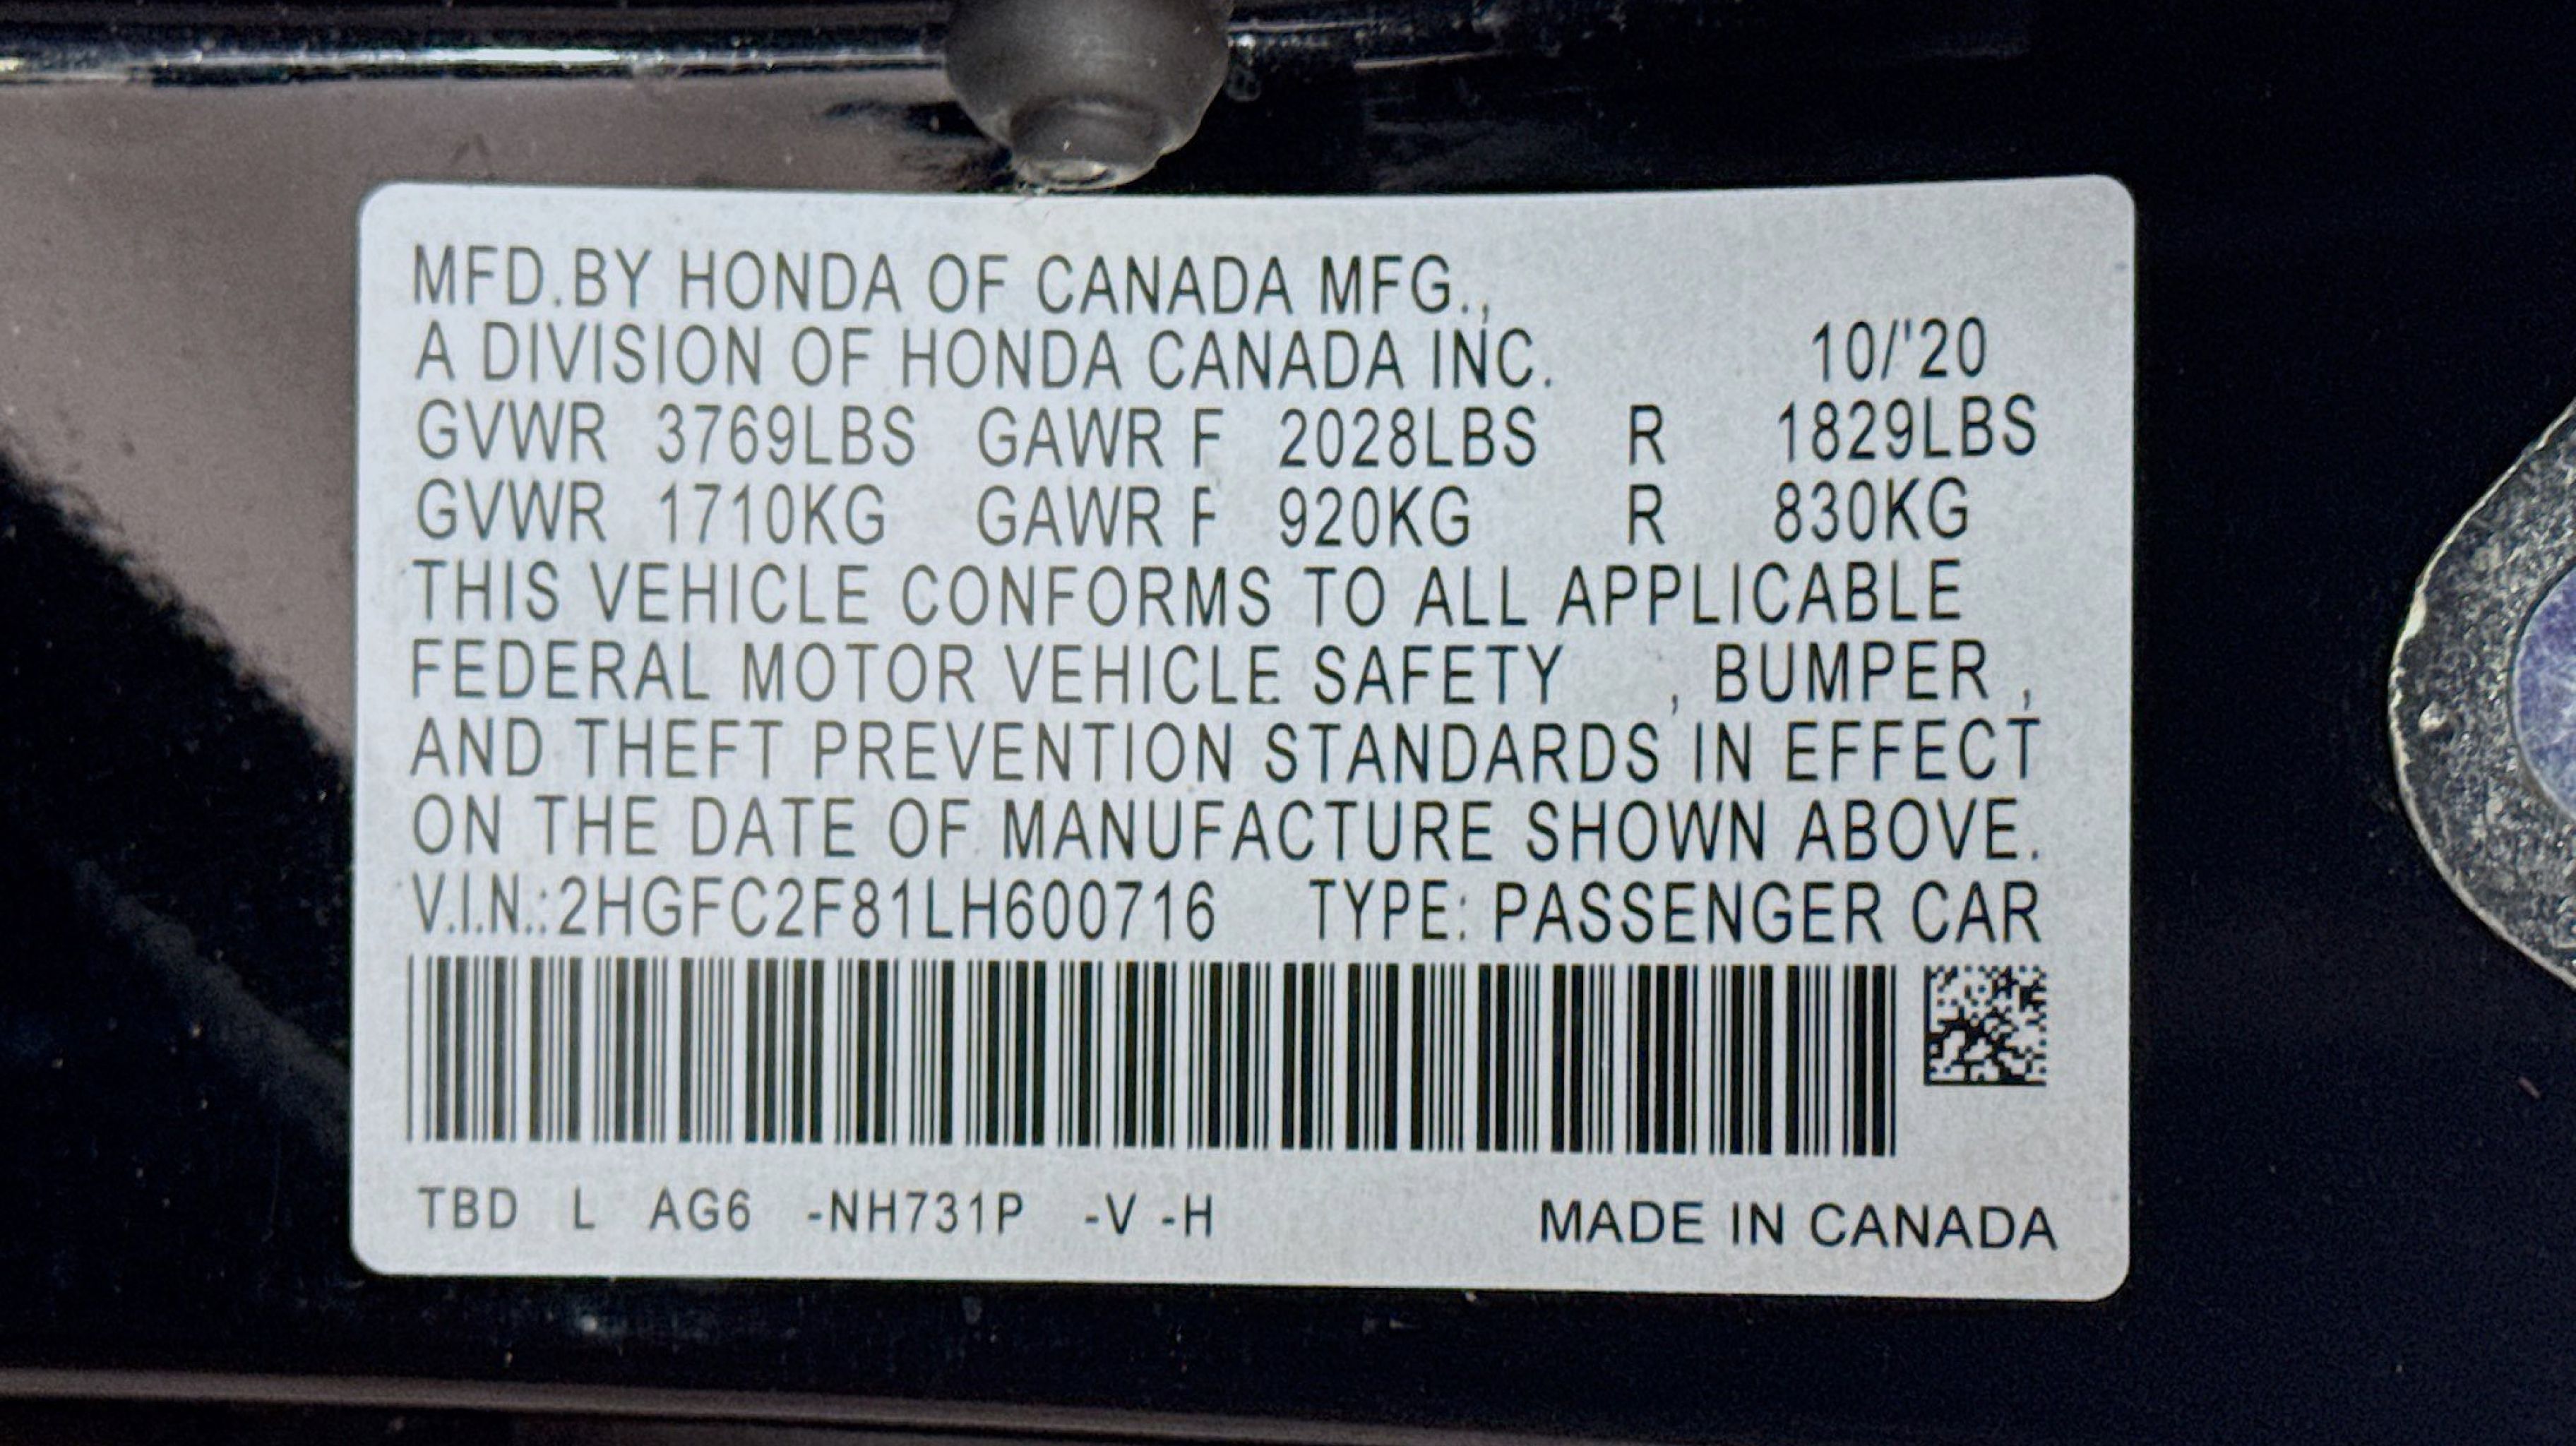 MFD.BY HONDA OF CANADA MFG.,
A DIVISION OF HONDA CANADA INC. 10/'20
GVWR 3769LBS GAWR F 2028LBS R 1829LBS
GVWR 1710KG GAWR F 920KG R 830KG
THIS VEHICLE CONFORMS TO ALL APPLICABLE
FEDERAL MOTOR VEHICLE SAFETY , BUMPER ,
AND THEFT PREVENTION STANDARDS IN EFFECT
ON THE DATE OF MANUFACTURE SHOWN ABOVE.
V.I.N.:2HGFC2F81LH600716 TYPE: PASSENGER CAR
TBD L AG6 -NH731P -V -H MADE IN CANADA